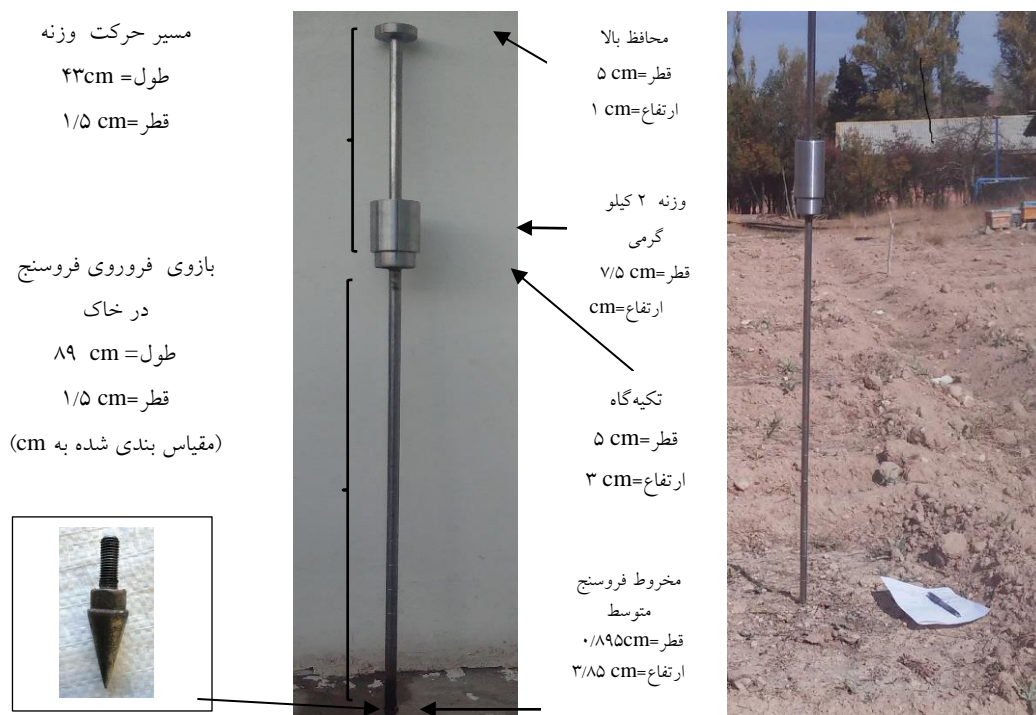 محافظ بالا
قطر=۵ cm
ارتفاع=۱ cm
وزنه ۲ کیلو
گرمی
قطر=۷/۵ cm
ارتفاع=cm
تکیه‌گاه
قطر=۵ cm
ارتفاع=۳ cm
مخروط فروسنج
متوسط
قطر=۰/۸۹۵cm
ارتفاع=۳/۸۵ cm
مسیر حرکت وزنه
طول=۴۳cm
قطر=۱/۵ cm
بازوی فروروی فروسنج
در خاک
طول=۸۹ cm
قطر=۱/۵ cm
(مقیاس بندی شده به cm)